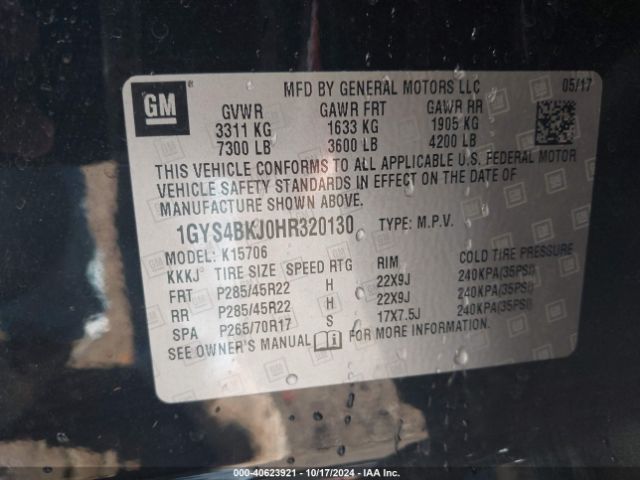 GM
MFD BY GENERAL MOTORS LLC 05/17
GVWR GAWR FRT GAWR RR
3311 KG 1633 KG 1905 KG
7300 LB 3600 LB 4200 LB
THIS VEHICLE CONFORMS TO ALL APPLICABLE U.S. FEDERAL MOTOR
VEHICLE SAFETY STANDARDS IN EFFECT ON THE DATE OF
MANUFACTURE SHOWN ABOVE.
1GYS4BKJ0HR320130 TYPE: M.P.V.
MODEL: K15706
KKKJ TIRE SIZE SPEED RTG RIM COLD TIRE PRESSURE
FRT P285/45R22 H 22X9J 240KPA(35PSI)
RR P285/45R22 H 22X9J 240KPA(35PSI)
SPA P265/70R17 S 17X7.5J 240KPA(35PSI)
SEE OWNER'S MANUAL FOR MORE INFORMATION
000-40623921 - 10/17/2024 - IAA Inc.